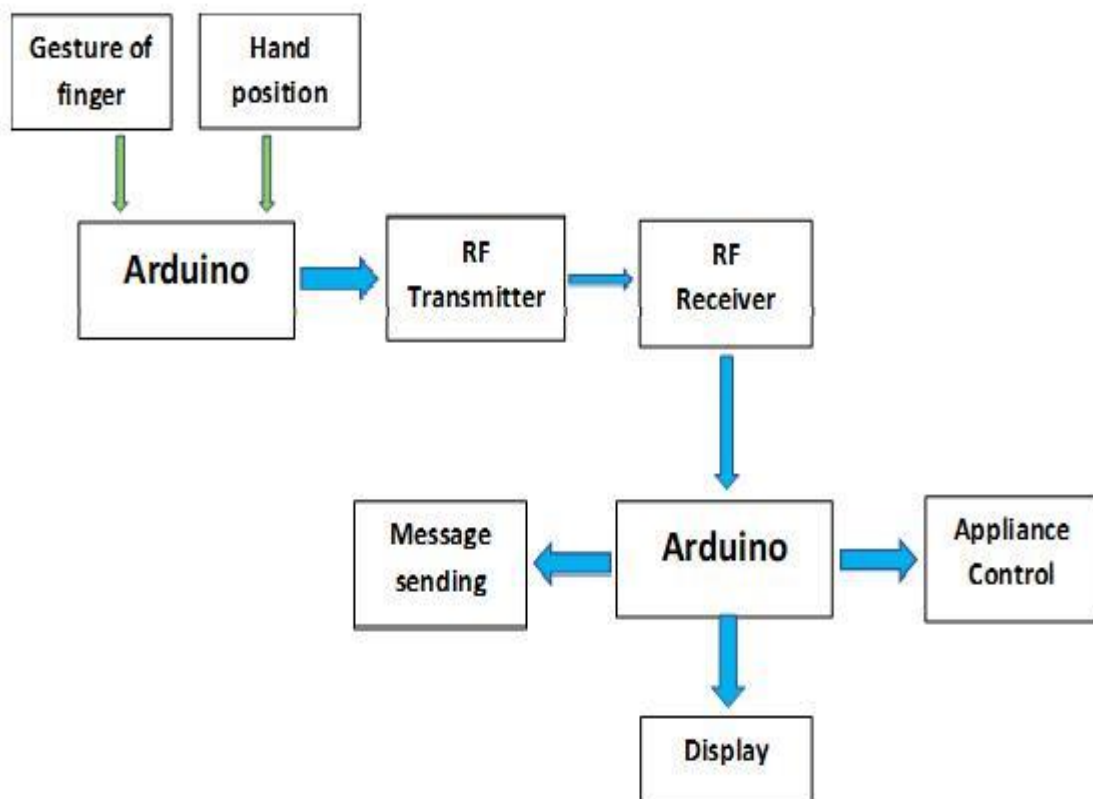 Gesture of
finger
Hand
position
Arduino
RF
Transmitter
RF
Receiver
Message
sending
Arduino
Appliance
Control
Display